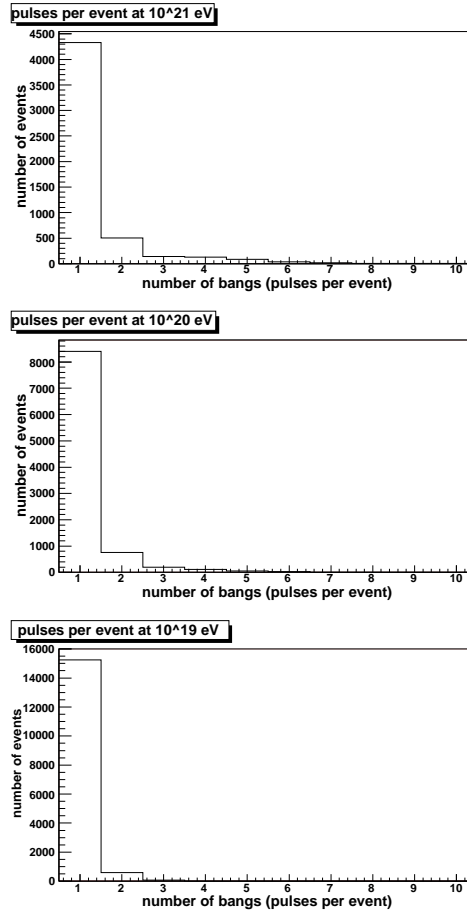 pulses per event at 10^21 eV
number of events
4500
4000
3500
3000
2500
2000
1500
1000
500
0
1 2 3 4 5 6 7 8 9 10
number of bangs (pulses per event)
pulses per event at 10^20 eV
number of events
8000
7000
6000
5000
4000
3000
2000
1000
0
1 2 3 4 5 6 7 8 9 10
number of bangs (pulses per event)
pulses per event at 10^19 eV
number of events
16000
14000
12000
10000
8000
6000
4000
2000
0
1 2 3 4 5 6 7 8 9 10
number of bangs (pulses per event)